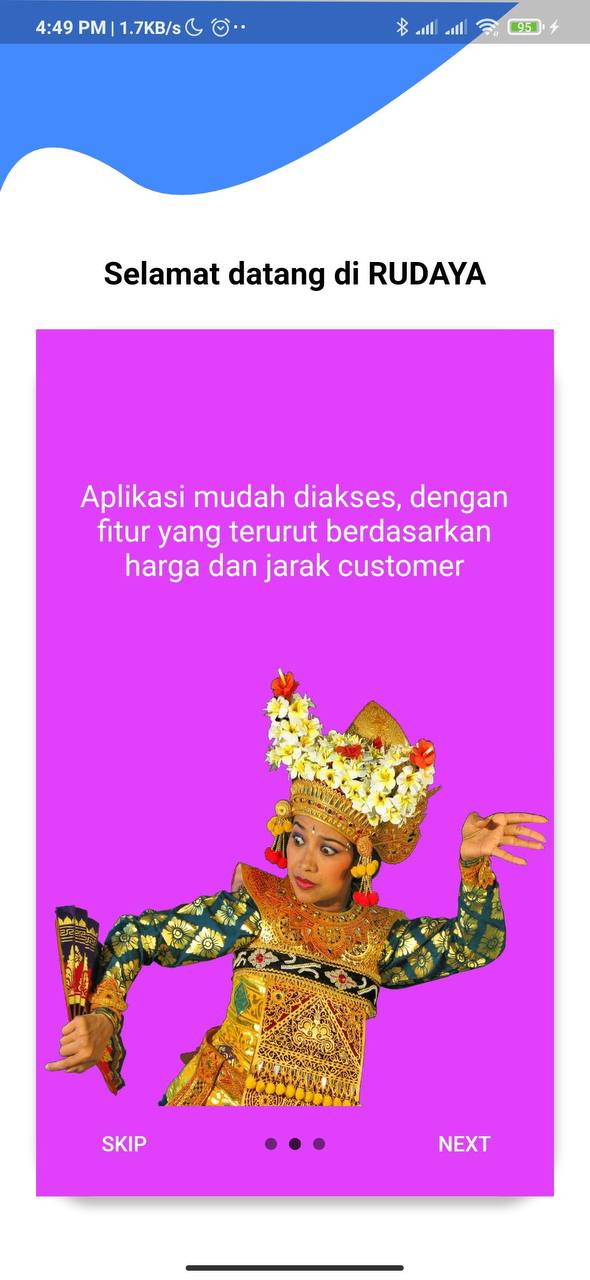 4:49 PM | 1.7KB/s
95
Selamat datang di RUDAYA
Aplikasi mudah diakses, dengan
fitur yang terurut berdasarkan
harga dan jarak customer
SKIP
NEXT